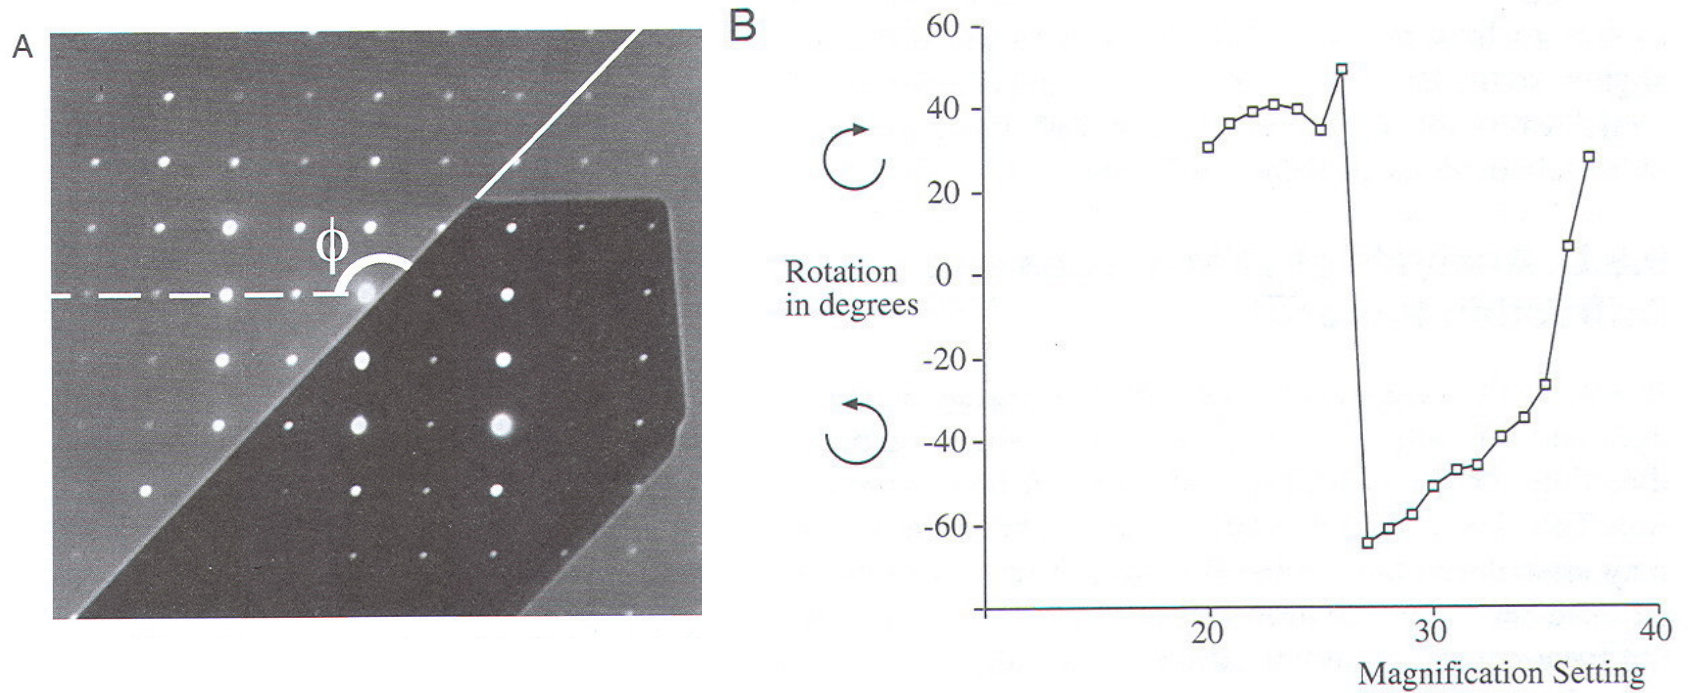 A
ϕ
B
60
40
20
0
-20
-40
-60
Rotation
in degrees
20
30
40
Magnification Setting